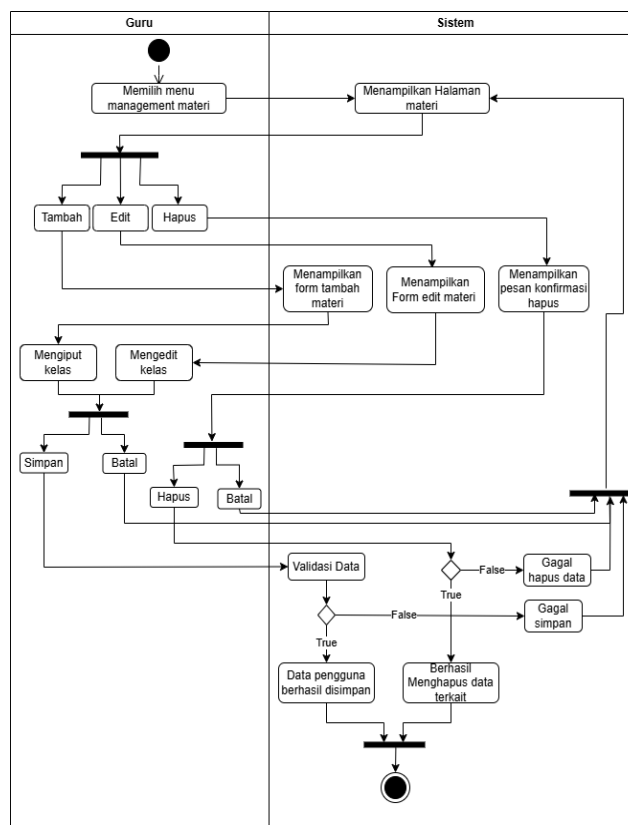 Guru
Sistem
Memilih menu
management materi
Menampilkan Halaman
materi
Tambah
Edit
Hapus
Menampilkan
form tambah
materi
Menampilkan
Form edit materi
Menampilkan
pesan konfirmasi
hapus
Mengiput
kelas
Mengedit
kelas
Simpan
Batal
Hapus
Batal
Validasi Data
False
Gagal
hapus data
True
False
Gagal
simpan
True
Data pengguna
berhasil disimpan
Berhasil
Menghapus data
terkait